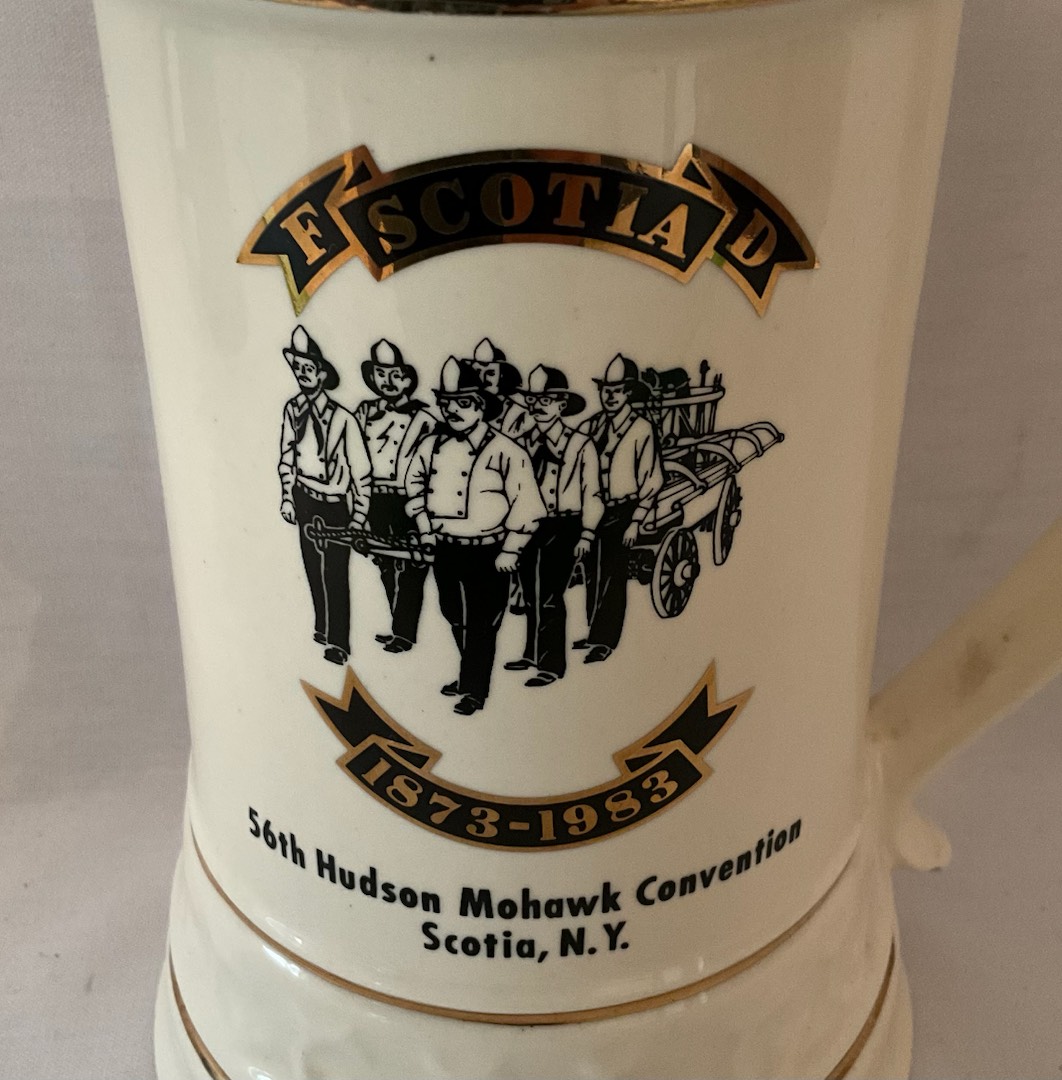 F SCOTIA D
1873-1983
56th Hudson Mohawk Convention
Scotia, N.Y.